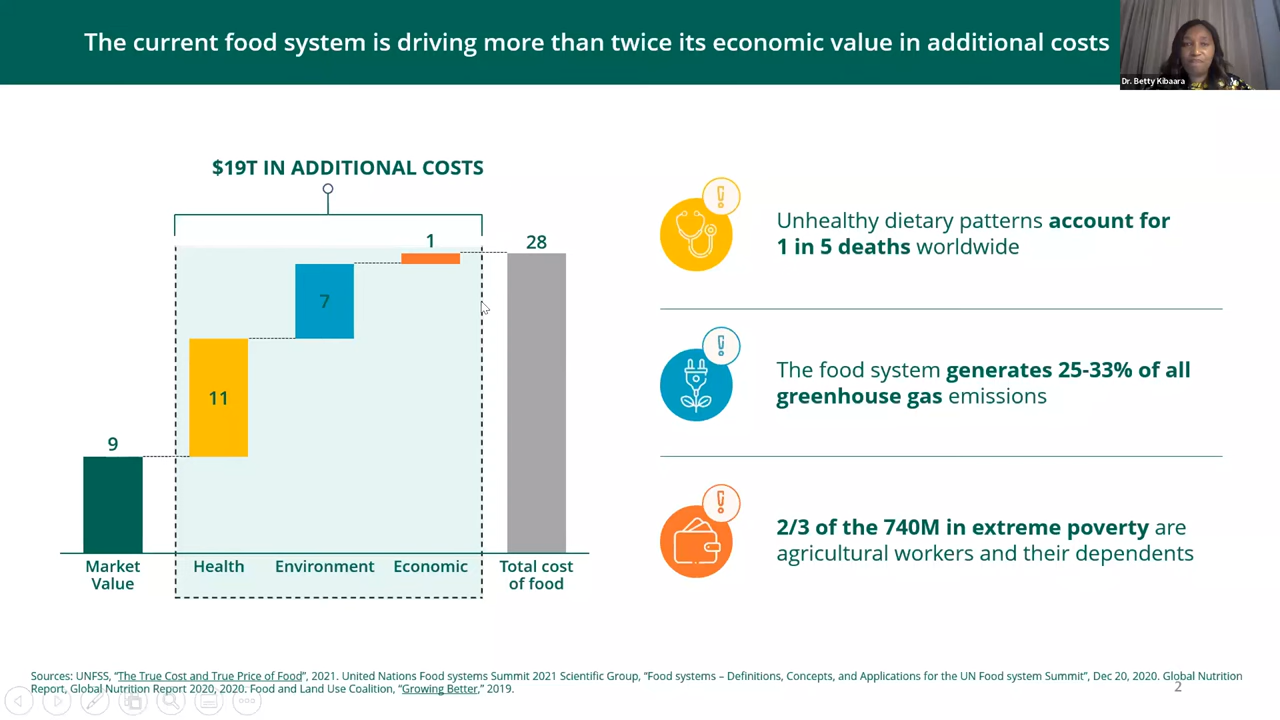 The current food system is driving more than twice its economic value in additional costs
Dr. Betty Kibaara
$19T IN ADDITIONAL COSTS
9
11
7
1
28
Market
Value
Health
Environment
Economic
Total cost
of food
Unhealthy dietary patterns account for
1 in 5 deaths worldwide
The food system generates 25-33% of all
greenhouse gas emissions
2/3 of the 740M in extreme poverty are
agricultural workers and their dependents
Sources: UNFSS, “The True Cost and True Price of Food”, 2021. United Nations Food systems Summit 2021 Scientific Group, “Food systems – Definitions, Concepts, and Applications for the UN Food system Summit”, Dec 20, 2020. Global Nutrition
Report, Global Nutrition Report 2020, 2020. Food and Land Use Coalition, “Growing Better,” 2019.
2